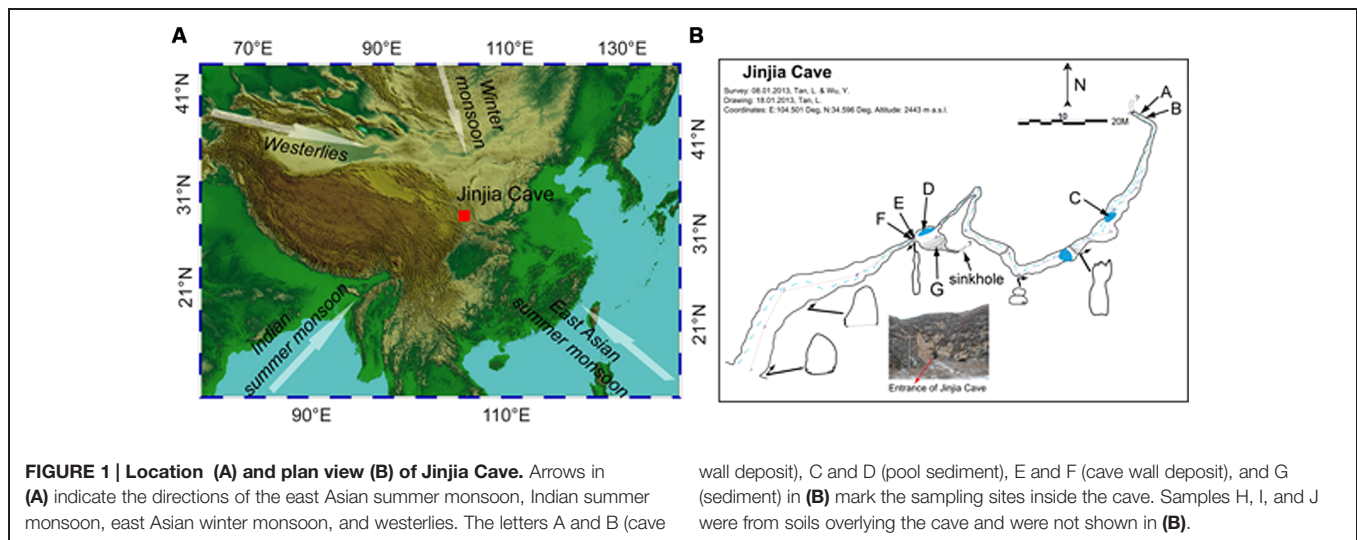 A
70°E 90°E 110°E 130°E
41°N
31°N
21°N
Winter
monsoon
Westerlies
Jinjia Cave
Indian
summer monsoon
East Asian
summer monsoon
90°E 110°E
B
41°N
31°N
21°N
Jinjia Cave
Survey: 08.01.2013, Tan, L. & Wu, Y.
Drawing: 18.01.2013, Tan, L.
Coordinates: E:104.501 Deg, N:34.596 Deg, Altitude: 2443 m a.s.l.
N
10
20M
?
A
B
C
D
E
F
G
sinkhole
Entrance of Jinjia Cave
FIGURE 1 | Location (A) and plan view (B) of Jinjia Cave. Arrows in
(A) indicate the directions of the east Asian summer monsoon, Indian summer
monsoon, east Asian winter monsoon, and westerlies. The letters A and B (cave
wall deposit), C and D (pool sediment), E and F (cave wall deposit), and G
(sediment) in (B) mark the sampling sites inside the cave. Samples H, I, and J
were from soils overlying the cave and were not shown in (B).